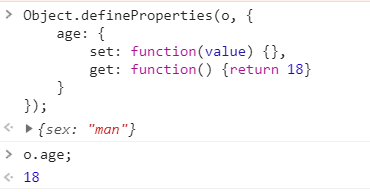 > Object.defineProperties(o, {
    age: {
        set: function(value) {},
        get: function() {return 18}
    }
});
{sex: "man"}
> o.age;
18